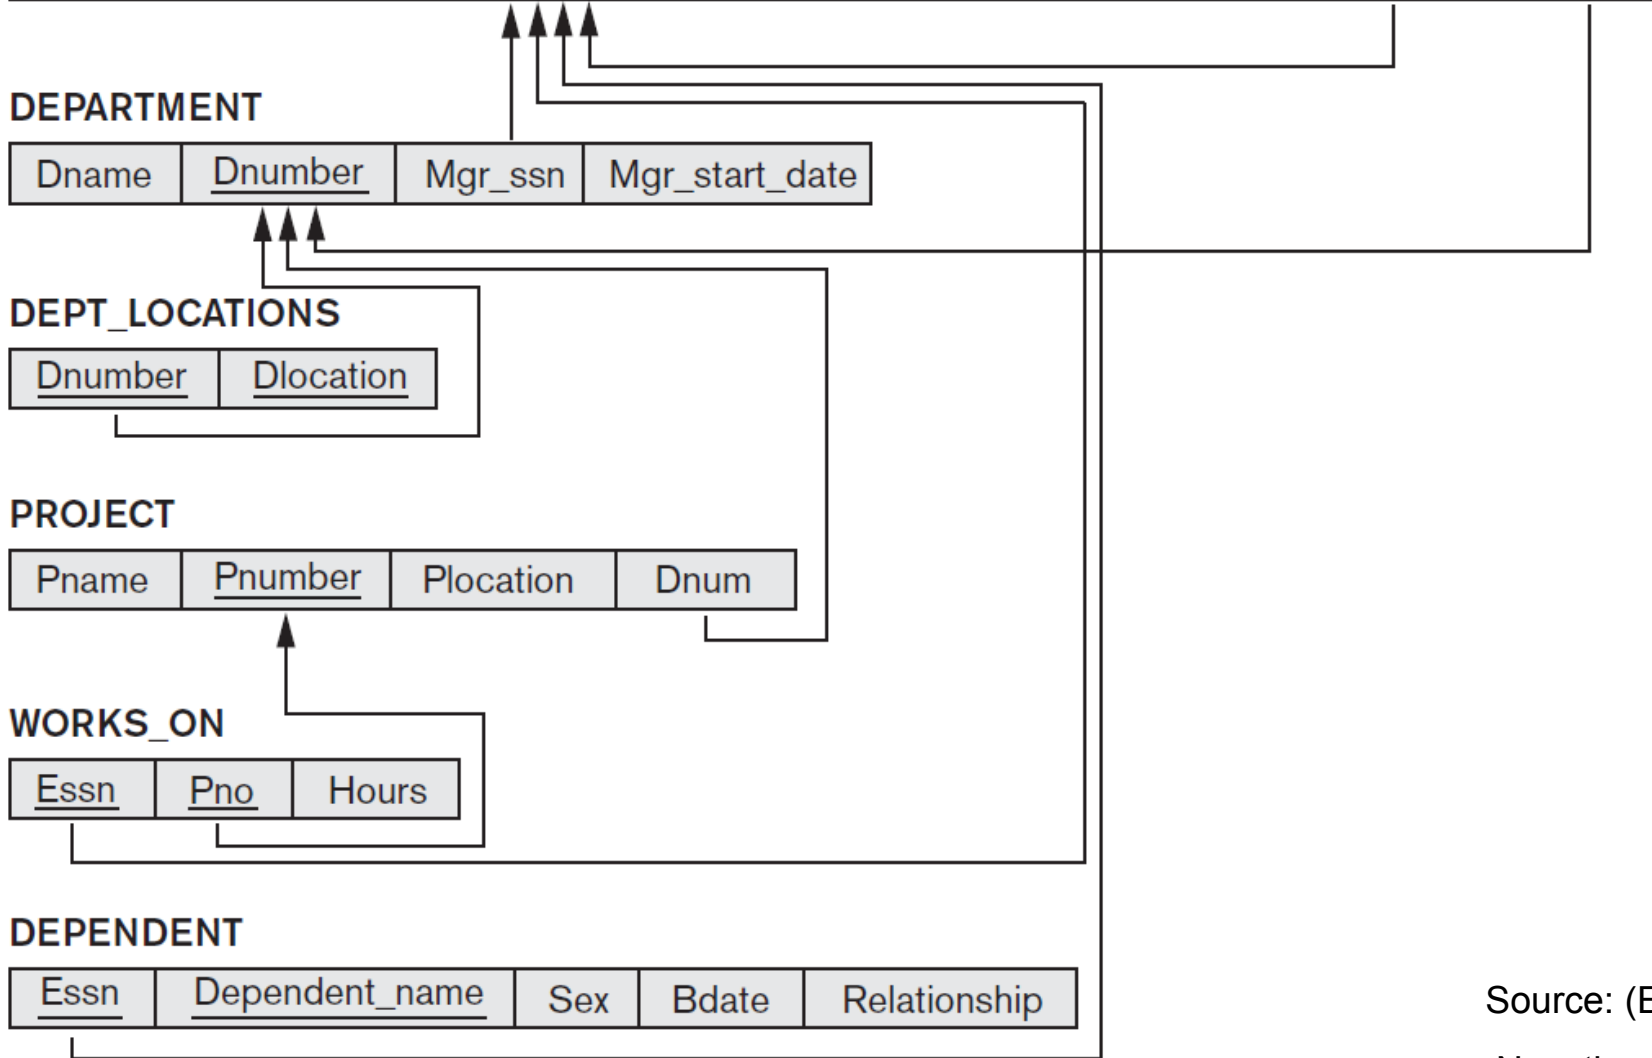 DEPARTMENT
Dname Dnumber Mgr_ssn Mgr_start_date
DEPT_LOCATIONS
Dnumber Dlocation
PROJECT
Pname Pnumber Plocation Dnum
WORKS_ON
Essn Pno Hours
DEPENDENT
Essn Dependent_name Sex Bdate Relationship
Source: (E